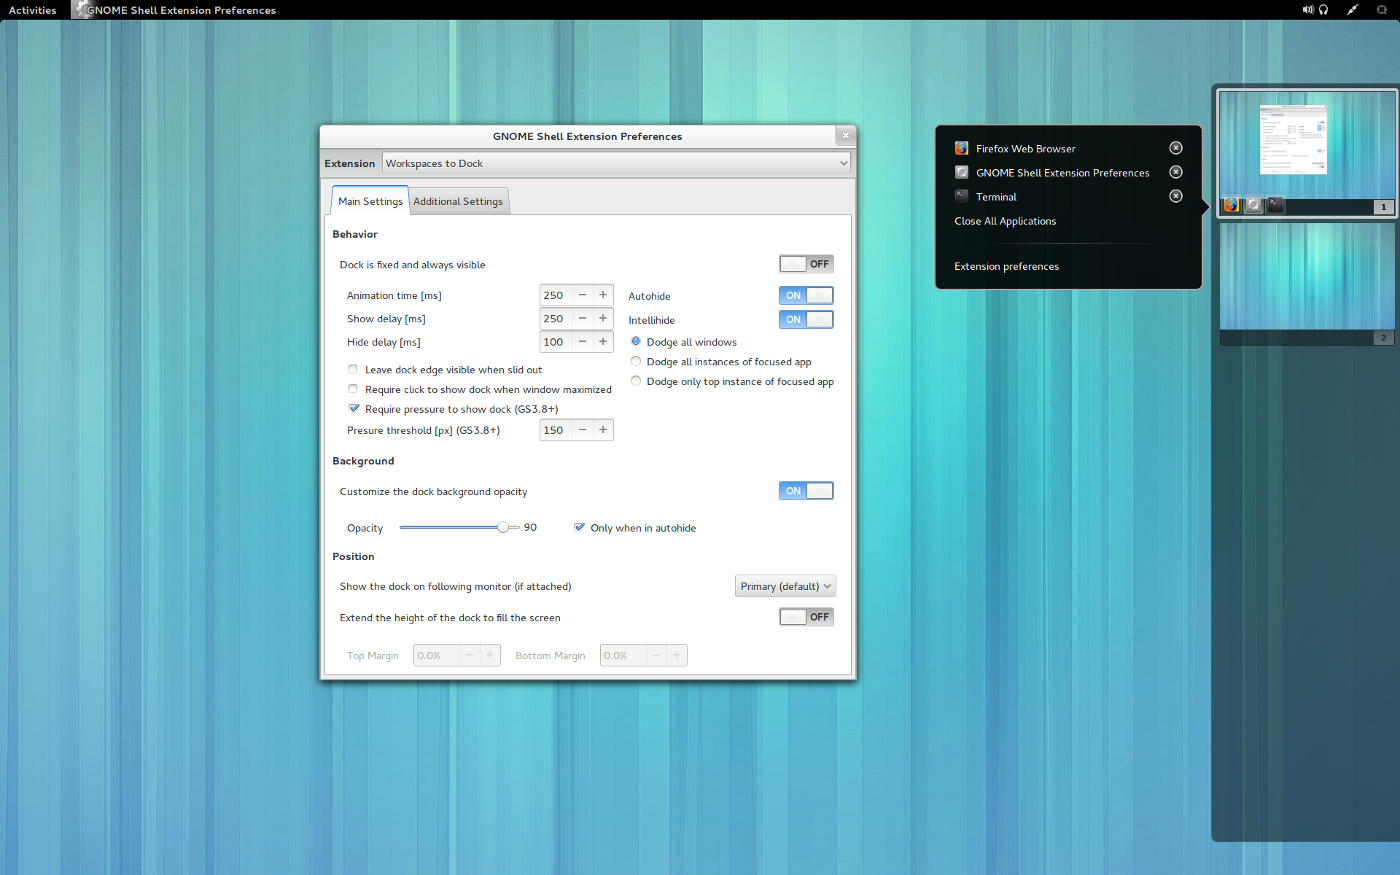 Activities GNOME Shell Extension Preferences
GNOME Shell Extension Preferences
Extension Workspaces to Dock
Main Settings Additional Settings
Behavior
Dock is fixed and always visible OFF
Animation time [ms] 250 − + Autohide ON
Show delay [ms] 250 − + Intellihide ON
Hide delay [ms] 100 − + Dodge all windows
Dodge all instances of focused app
Leave dock edge visible when slid out
Dodge only top instance of focused app
Require click to show dock when window maximized
Require pressure to show dock (GS3.8+)
Presure threshold [px] (GS3.8+) 150 − +
Background
Customize the dock background opacity ON
Opacity 90 Only when in autohide
Position
Show the dock on following monitor (if attached) Primary (default)
Extend the height of the dock to fill the screen OFF
Top Margin 0.0% − + Bottom Margin 0.0% − +
Firefox Web Browser
GNOME Shell Extension Preferences
Terminal
Close All Applications
Extension preferences
1
2